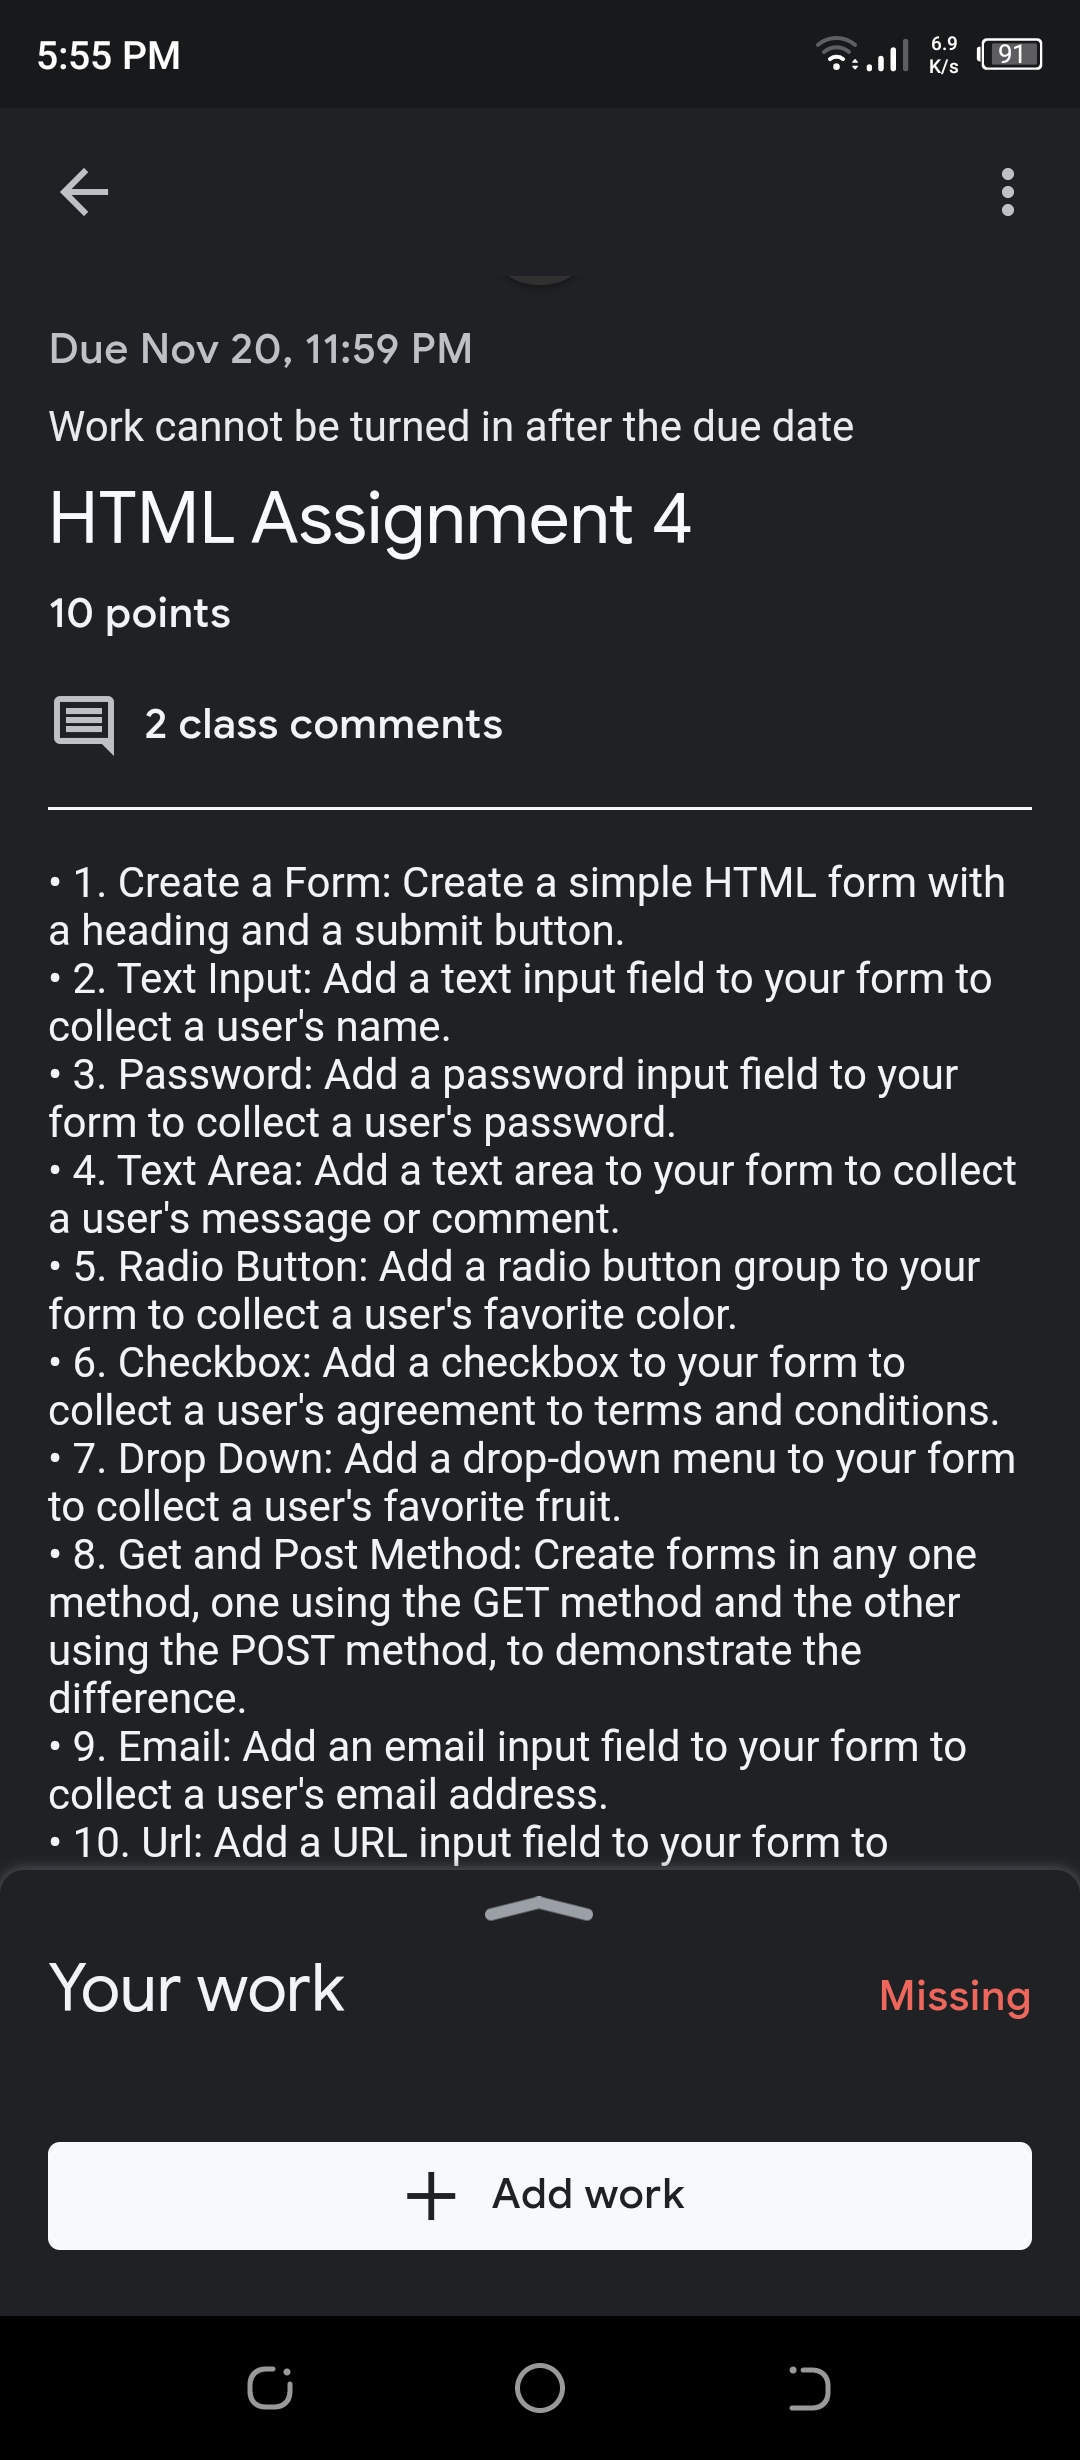 5:55 PM
6.9
K/s
91
Due Nov 20, 11:59 PM
Work cannot be turned in after the due date
HTML Assignment 4
10 points
2 class comments
• 1. Create a Form: Create a simple HTML form with
a heading and a submit button.
• 2. Text Input: Add a text input field to your form to
collect a user's name.
• 3. Password: Add a password input field to your
form to collect a user's password.
• 4. Text Area: Add a text area to your form to collect
a user's message or comment.
• 5. Radio Button: Add a radio button group to your
form to collect a user's favorite color.
• 6. Checkbox: Add a checkbox to your form to
collect a user's agreement to terms and conditions.
• 7. Drop Down: Add a drop-down menu to your form
to collect a user's favorite fruit.
• 8. Get and Post Method: Create forms in any one
method, one using the GET method and the other
using the POST method, to demonstrate the
difference.
• 9. Email: Add an email input field to your form to
collect a user's email address.
• 10. Url: Add a URL input field to your form to
Your work
Missing
Add work